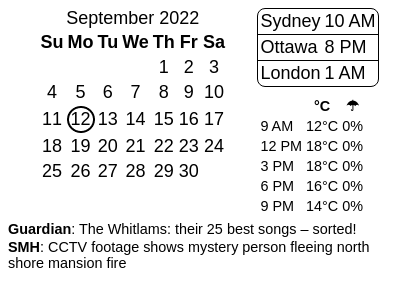 September 2022
Su Mo Tu We Th Fr Sa
1 2 3
4 5 6 7 8 9 10
11 12 13 14 15 16 17
18 19 20 21 22 23 24
25 26 27 28 29 30
Sydney 10 AM
Ottawa 8 PM
London 1 AM
°C ☂
9 AM 12°C 0%
12 PM 18°C 0%
3 PM 18°C 0%
6 PM 16°C 0%
9 PM 14°C 0%
Guardian: The Whitlams: their 25 best songs – sorted!
SMH: CCTV footage shows mystery person fleeing north
shore mansion fire